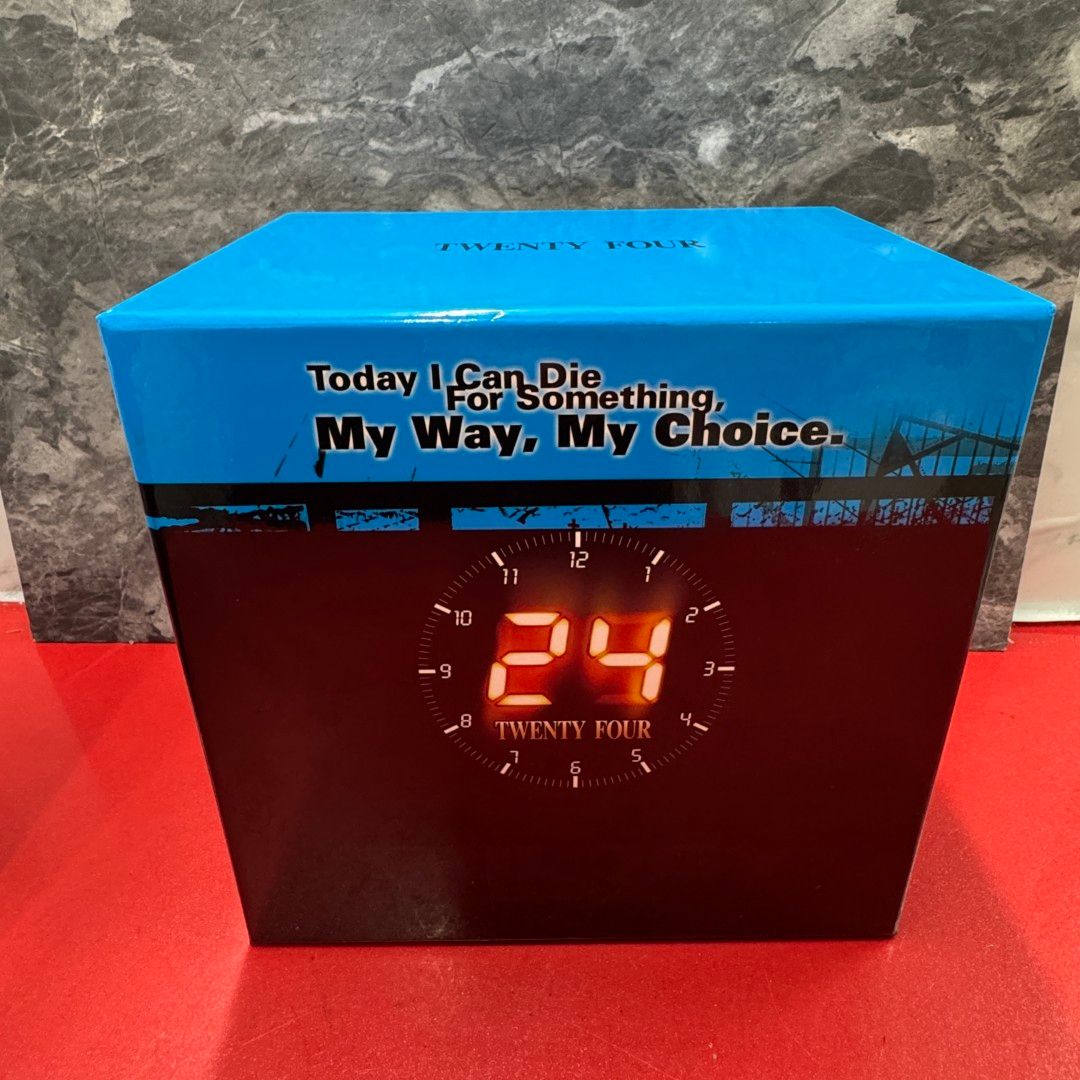 TWENTY FOUR
Today I Can Die
For Something,
My Way, My Choice.
12
11
1
10
2
9
3
8
4
7
5
6
24
TWENTY FOUR